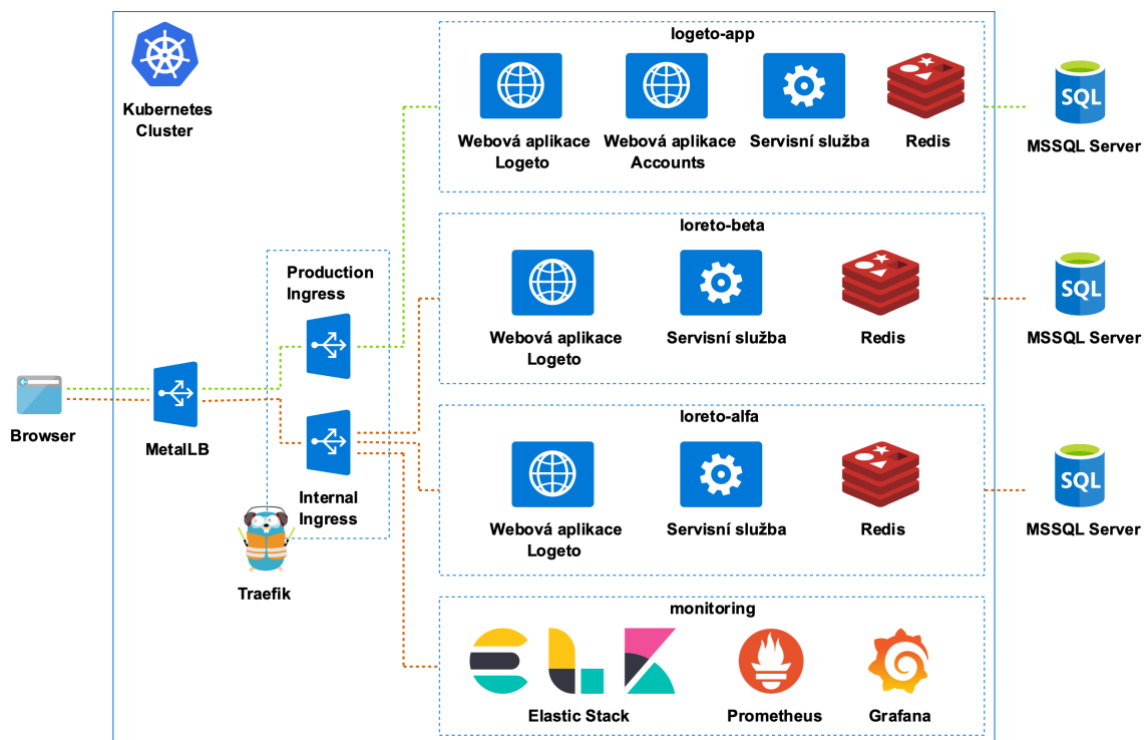 logeto-app
Kubernetes
Cluster
Webová aplikace
Logeto
Webová aplikace
Accounts
Servisní služba
Redis
SQL
MSSQL Server
loreto-beta
Production
Ingress
Webová aplikace
Logeto
Servisní služba
Redis
SQL
MSSQL Server
Browser
MetalLB
loreto-alfa
Internal
Ingress
Webová aplikace
Logeto
Servisní služba
Redis
SQL
MSSQL Server
Traefik
monitoring
Elastic Stack
Prometheus
Grafana